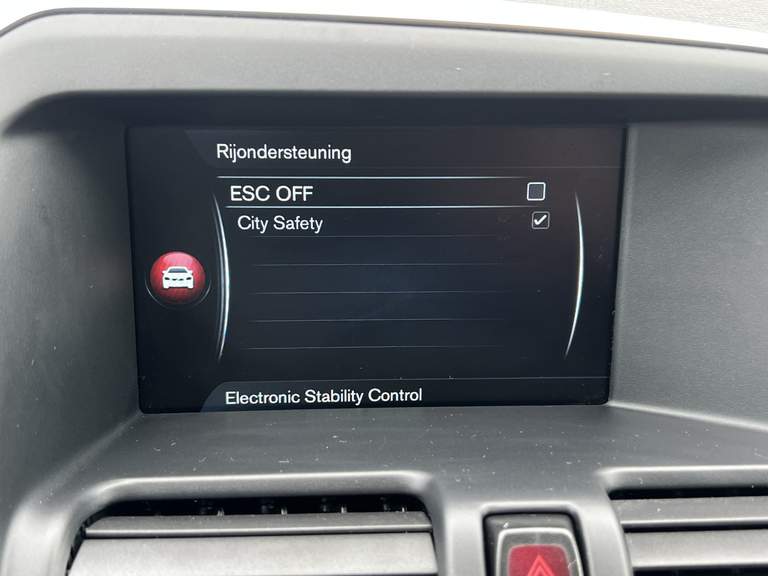 Rijondersteuning
ESC OFF
City Safety
Electronic Stability Control